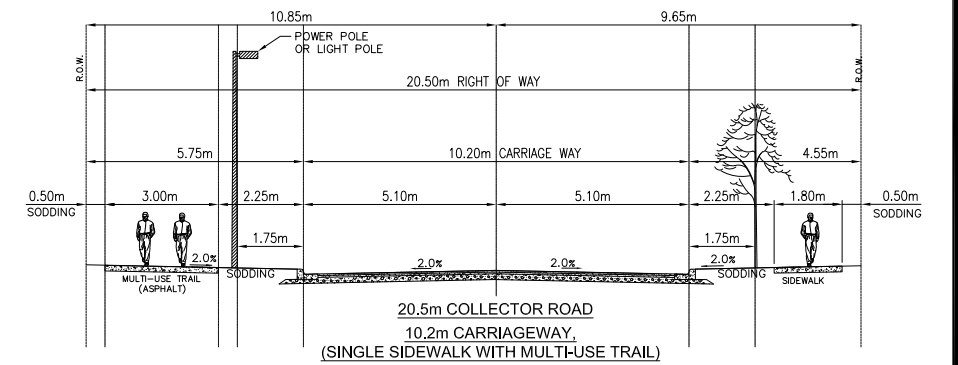 10.85m 9.65m
POWER POLE
OR LIGHT POLE
R.O.W. R.O.W.
20.50m RIGHT OF WAY
5.75m 10.20m CARRIAGE WAY 4.55m
0.50m 3.00m 2.25m 5.10m 5.10m 2.25m 1.80m 0.50m
SODDING SODDING
1.75m 1.75m
2.0% 2.0% 2.0% 2.0%
SODDING SODDING
MULTI-USE TRAIL SIDEWALK
(ASPHALT)
20.5m COLLECTOR ROAD
10.2m CARRIAGEWAY,
(SINGLE SIDEWALK WITH MULTI-USE TRAIL)